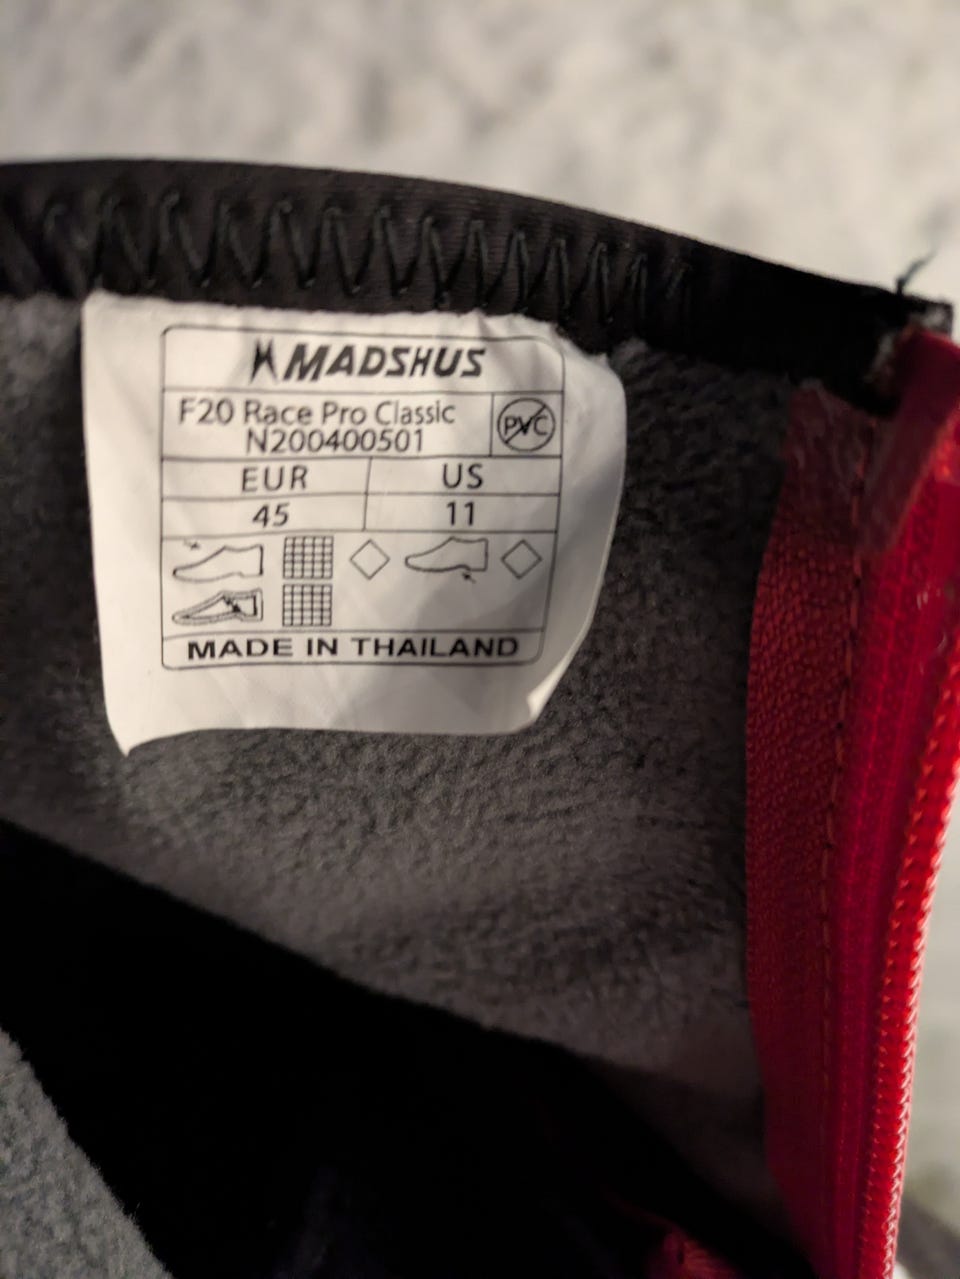 MADSHUS
F20 Race Pro Classic
N200400501
PVC
EUR US
45 11
MADE IN THAILAND